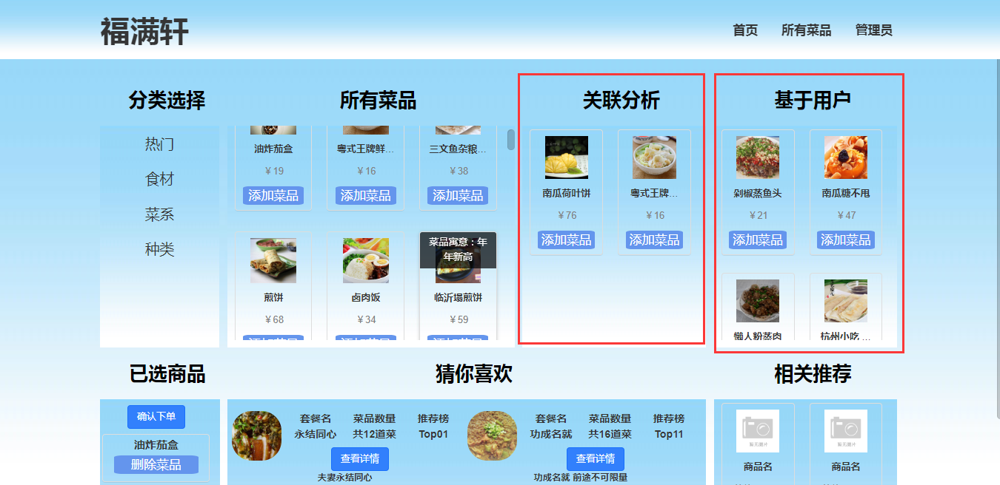 福满轩
首页 所有菜品 管理员
分类选择
热门
食材
菜系
种类
所有菜品
油炸茄盒 粤式王牌鲜... 三文鱼杂粮...
¥19 ¥16 ¥38
添加菜品 添加菜品 添加菜品
菜品寓意：年
年新高
煎饼 卤肉饭 临沂塌煎饼
¥68 ¥34 ¥59
添加菜品 添加菜品 添加菜品
关联分析
南瓜荷叶饼 粤式王牌...
¥76 ¥16
添加菜品 添加菜品
基于用户
剁椒蒸鱼头 南瓜糖不甩
¥21 ¥47
添加菜品 添加菜品
懒人粉蒸肉 杭州小吃 ...
已选商品
确认下单
油炸茄盒
删除菜品
猜你喜欢
套餐名 菜品数量 推荐榜
永结同心 共12道菜 Top01
查看详情
夫妻永结同心
套餐名 菜品数量 推荐榜
功成名就 共16道菜 Top11
查看详情
功成名就 前途不可限量
相关推荐
暂无图片 暂无图片
商品名 商品名